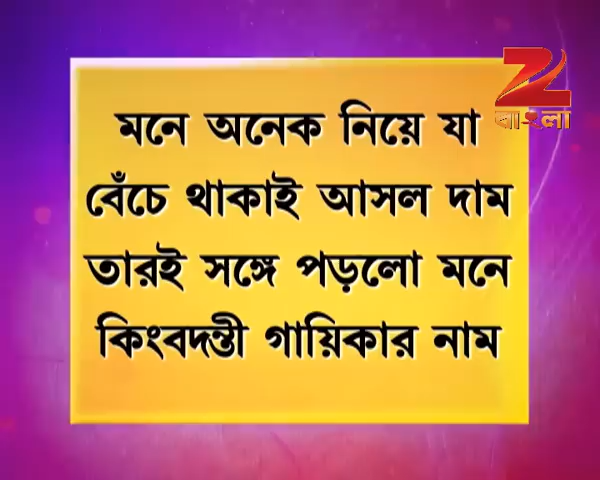 বাংলা
মনে অনেক নিয়ে যা
বেঁচে থাকাই আসল দাম
তারই সঙ্গে পড়লো মনে
কিংবদন্তী গায়িকার নাম